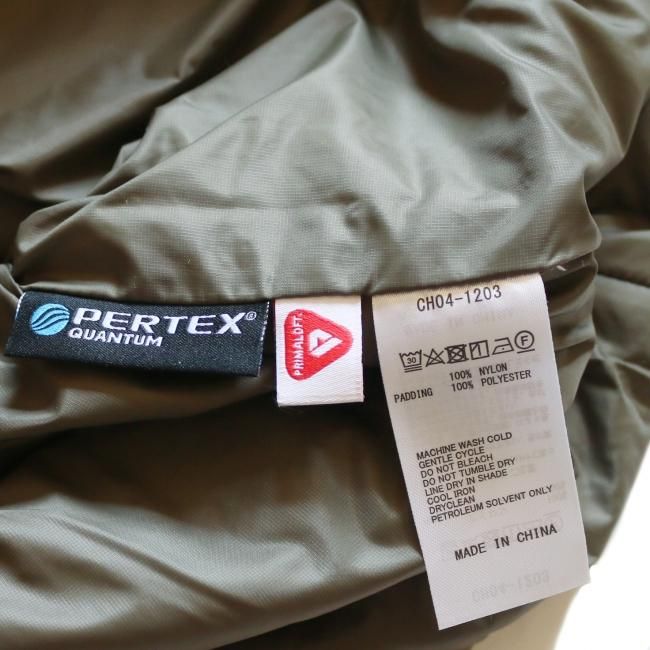 PERTEX®
QUANTUM
PRIMALOFT
CH04-1203
30
F
100% NYLON
PADDING 100% POLYESTER
MACHINE WASH COLD
GENTLE CYCLE
DO NOT BLEACH
DO NOT TUMBLE DRY
LINE DRY IN SHADE
COOL IRON
DRYCLEAN
PETROLEUM SOLVENT ONLY
MADE IN CHINA